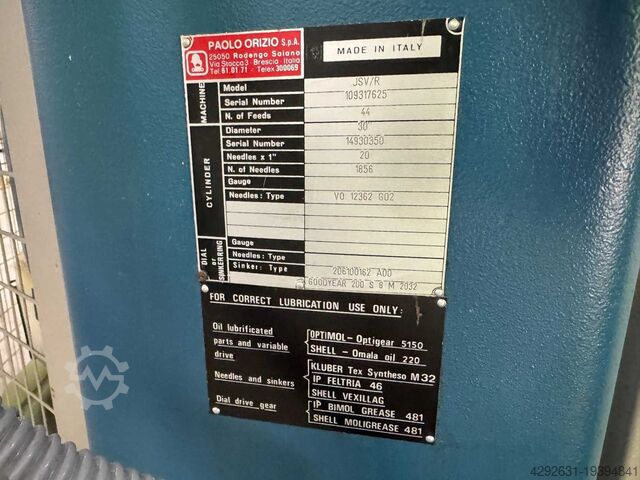 PAOLO ORIZIO S.p.A.
25050 Rodengo Saiano
Via Stacca 3 Brescia - Italia
Tel. 61.01.71 - Telex 300069
MADE IN ITALY
MACHINE
Model JSV/R
Serial Number 109317625
N. of Feeds 44
CYLINDER
Diameter 30"
Serial Number 14930350
Needles x 1" 20
N. of Needles 1856
Gauge
Needles: Type VO 12362 G02
DIAL or SINKERRING
Gauge
Needles: Type
Sinker: Type 206100162 A00
GOODYEAR 200 S 8 M 2032
FOR CORRECT LUBRICATION USE ONLY:
Oil lubrificated parts and variable drive
OPTIMOL - Optigear 5150
SHELL - Omala oil 220
Needles and sinkers
KLUBER Tex Syntheso M 32
IP FELTRIA 46
SHELL VEXILLAG
Dial drive gear
IP BIMOL GREASE 481
SHELL MOLIGREASE 481
4292631-19394841